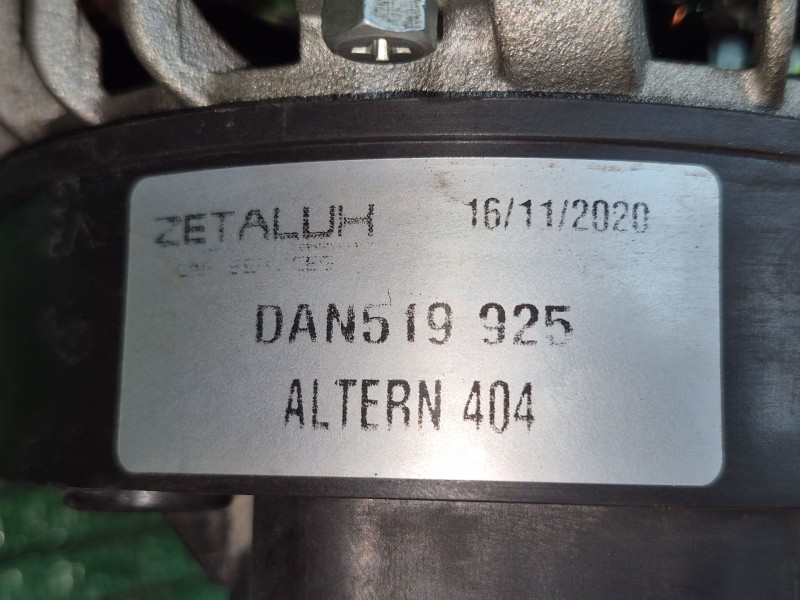 ZETALUH 16/11/2020
DAN519 925
ALTERN 404